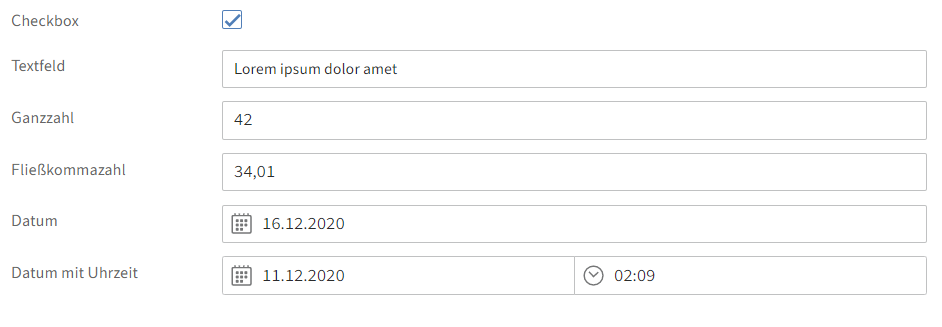 Checkbox
Textfeld Lorem ipsum dolor amet
Ganzzahl 42
Fließkommazahl 34,01
Datum 16.12.2020
Datum mit Uhrzeit 11.12.2020 02:09